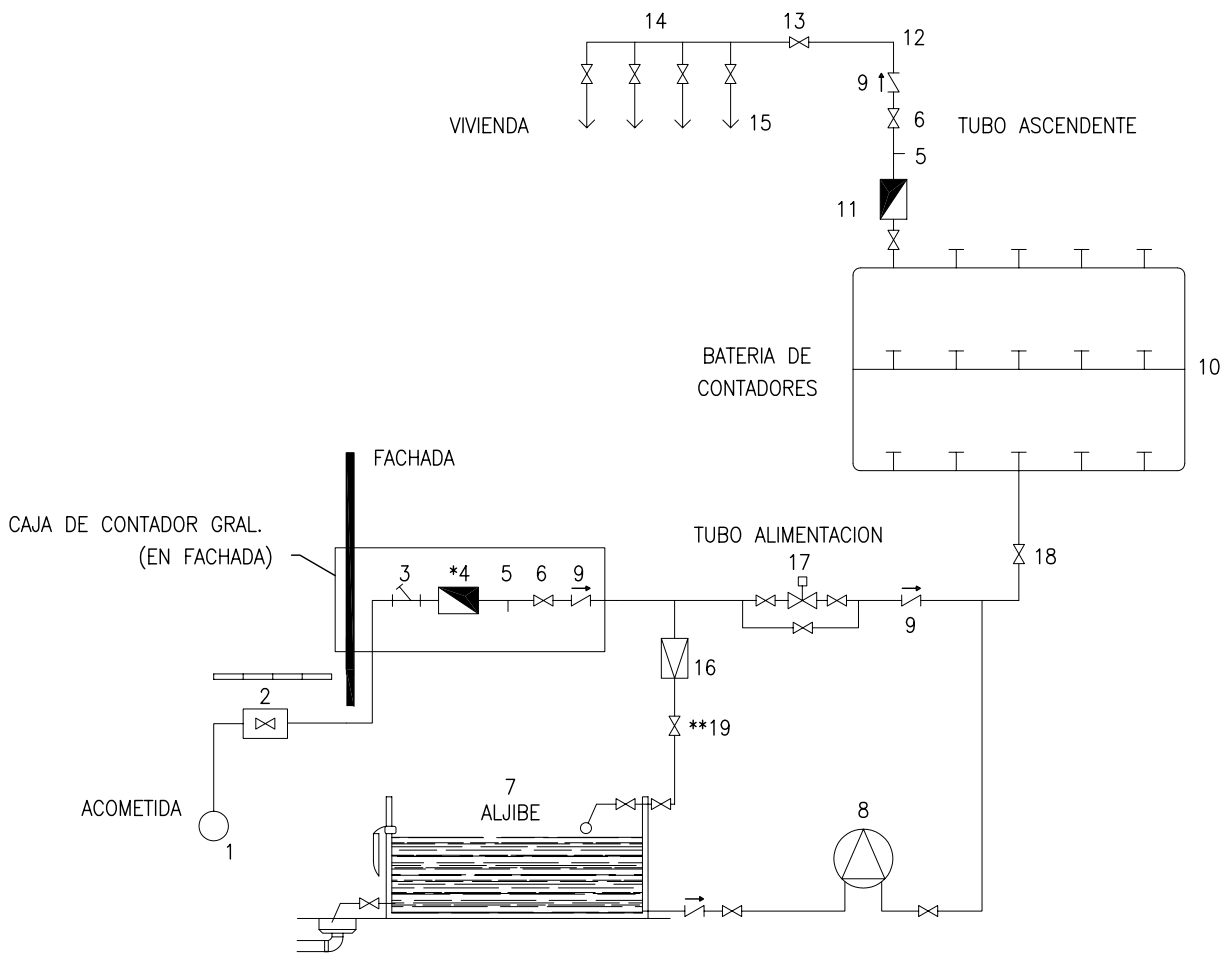 14
13
12
9
6
VIVIENDA
15
TUBO ASCENDENTE
5
11
BATERIA DE
CONTADORES
10
FACHADA
CAJA DE CONTADOR GRAL.
(EN FACHADA)
TUBO ALIMENTACION
17
18
3
*4
5
6
9
9
16
2
**19
7
ALJIBE
8
ACOMETIDA
1